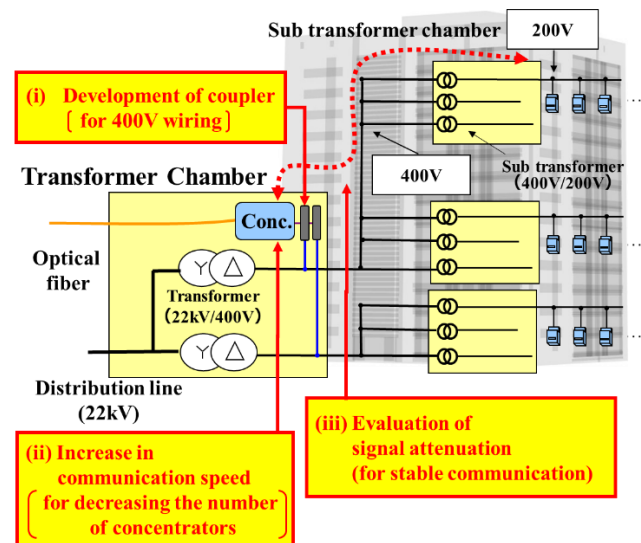 Sub transformer chamber
200V
(i) Development of coupler
[ for 400V wiring ]
Sub transformer
(400V/200V)
400V
Transformer Chamber
Conc.
Optical
fiber
Transformer
(22kV/400V)
Distribution line
(22kV)
(ii) Increase in
communication speed
for decreasing the number
of concentrators
(iii) Evaluation of
signal attenuation
(for stable communication)